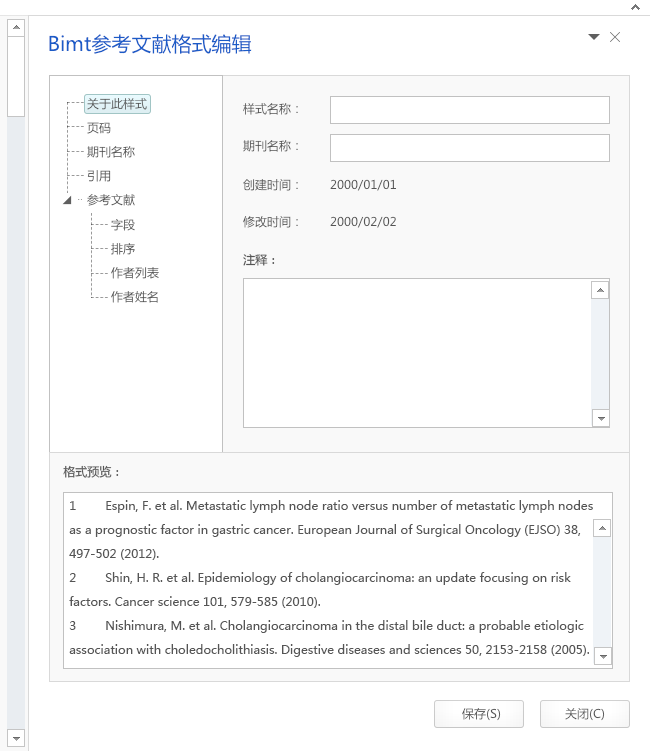 Bimt参考文献格式编辑
关于此样式
页码
期刊名称
引用
参考文献
字段
排序
作者列表
作者姓名
样式名称：
期刊名称：
创建时间： 2000/01/01
修改时间： 2000/02/02
注释：
格式预览：
1 Espin, F. et al. Metastatic lymph node ratio versus number of metastatic lymph nodes
as a prognostic factor in gastric cancer. European Journal of Surgical Oncology (EJSO) 38,
497-502 (2012).
2 Shin, H. R. et al. Epidemiology of cholangiocarcinoma: an update focusing on risk
factors. Cancer science 101, 579-585 (2010).
3 Nishimura, M. et al. Cholangiocarcinoma in the distal bile duct: a probable etiologic
association with choledocholithiasis. Digestive diseases and sciences 50, 2153-2158 (2005).
保存(S) 关闭(C)